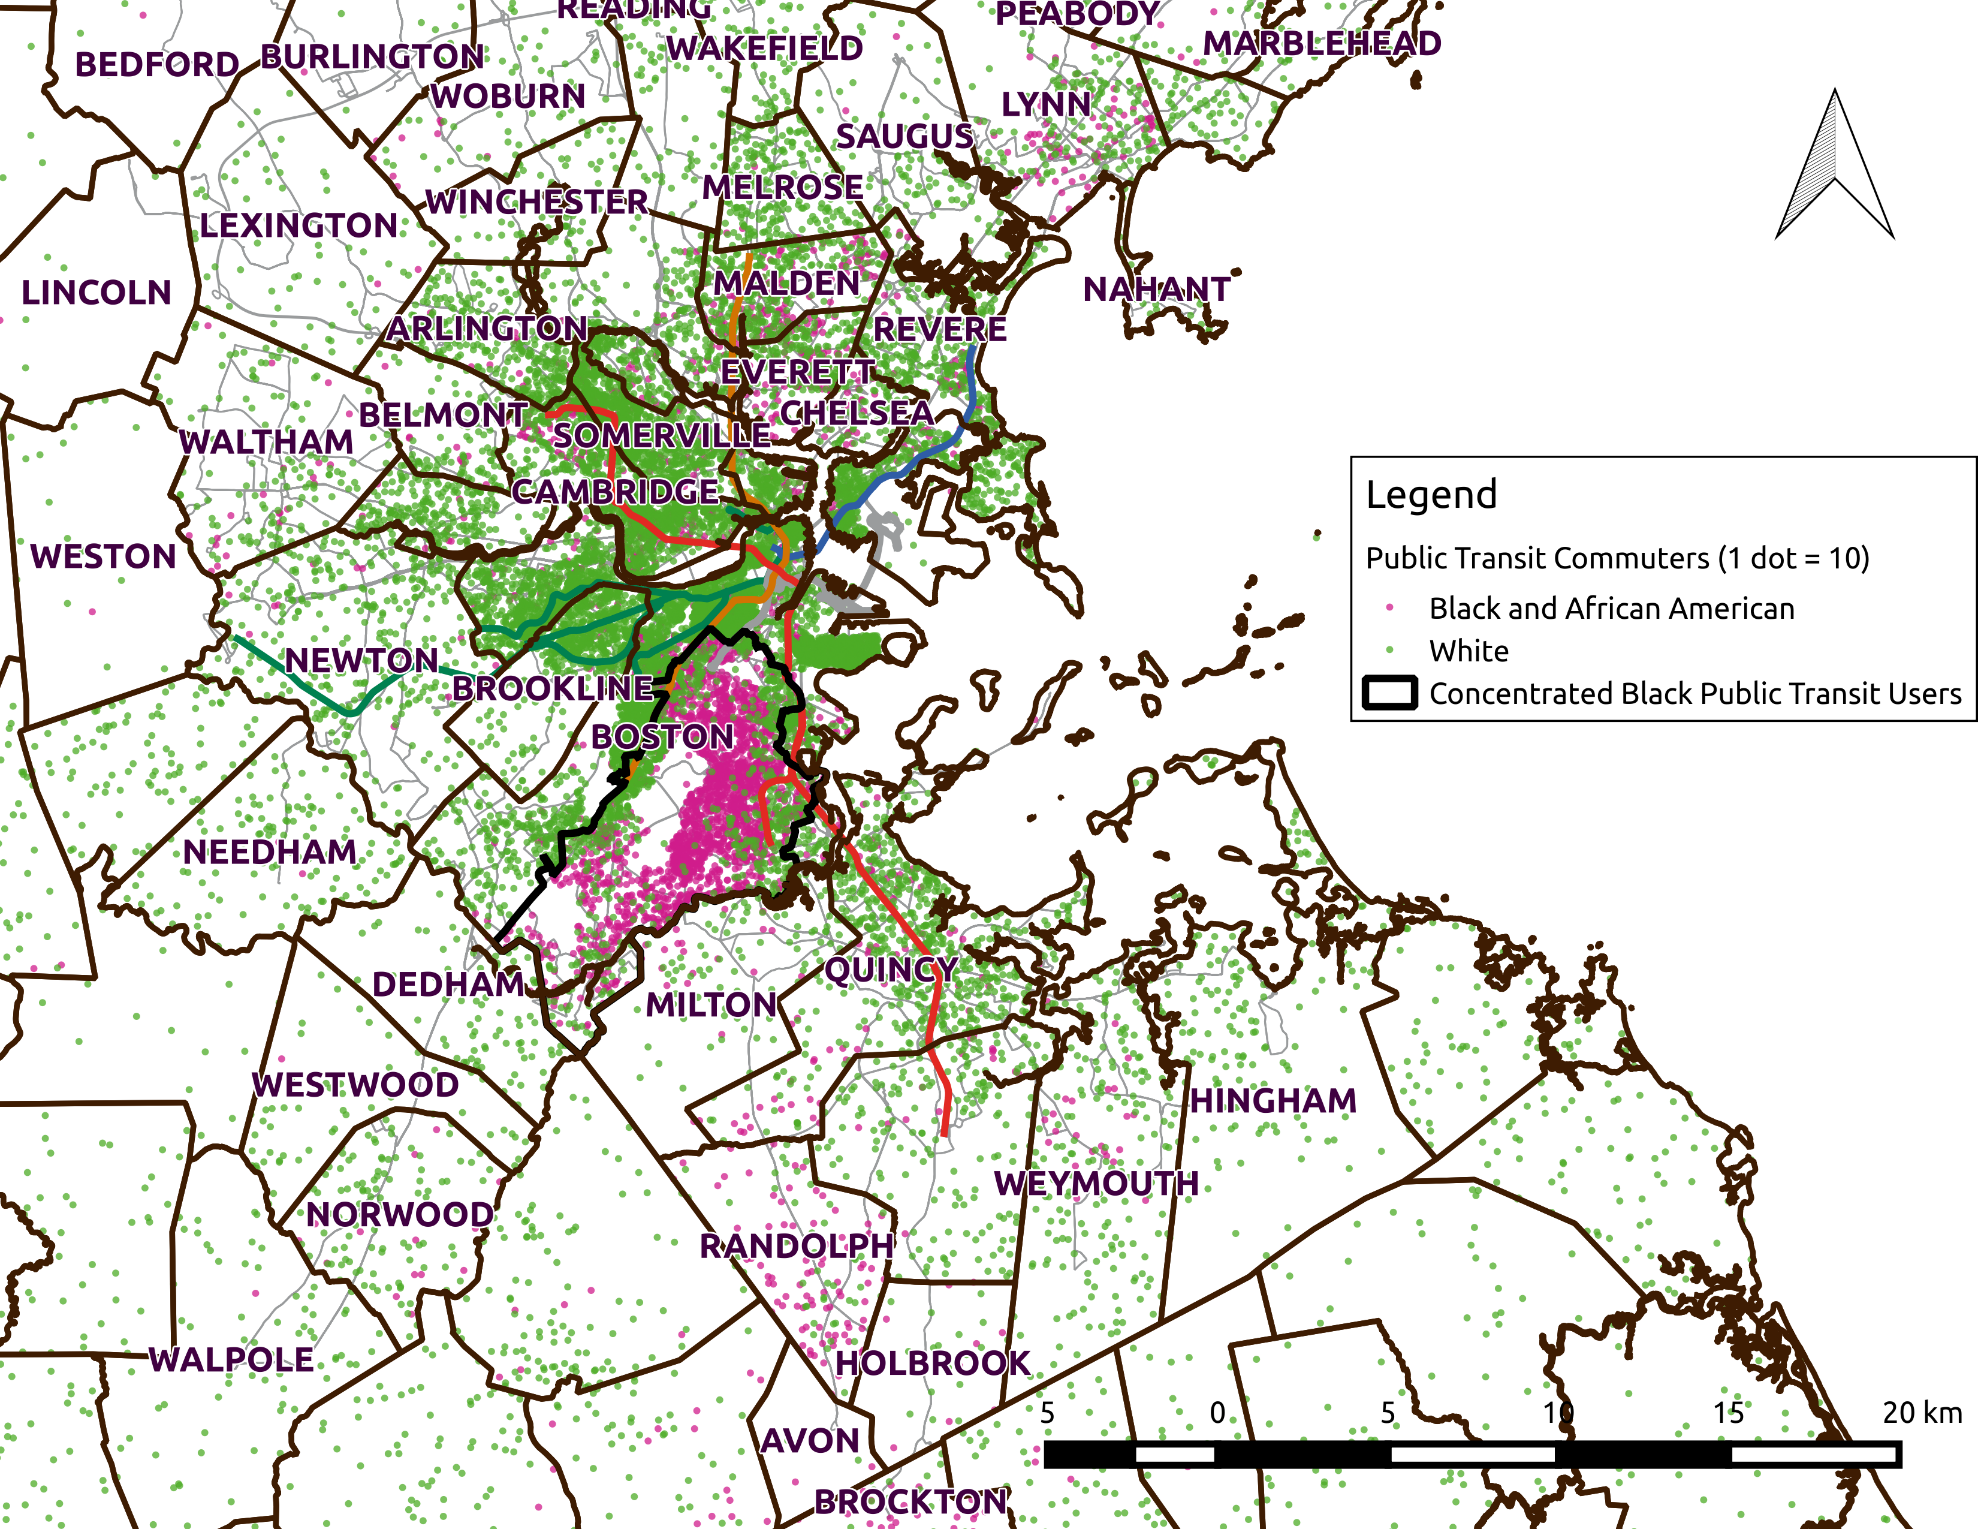 READING
PEABODY
BEDFORD
BURLINGTON
WAKEFIELD
MARBLEHEAD
WOBURN
LYNN
SAUGUS
WINCHESTER
MELROSE
LEXINGTON
LINCOLN
MALDEN
NAHANT
ARLINGTON
REVERE
EVERETT
BELMONT
CHELSEA
WALTHAM
SOMERVILLE
CAMBRIDGE
WESTON
NEWTON
BROOKLINE
BOSTON
NEEDHAM
DEDHAM
QUINCY
MILTON
WESTWOOD
HINGHAM
WEYMOUTH
NORWOOD
RANDOLPH
WALPOLE
HOLBROOK
AVON
BROCKTON
Legend
Public Transit Commuters (1 dot = 10)
Black and African American
White
Concentrated Black Public Transit Users
5 0 5 10 15 20 km